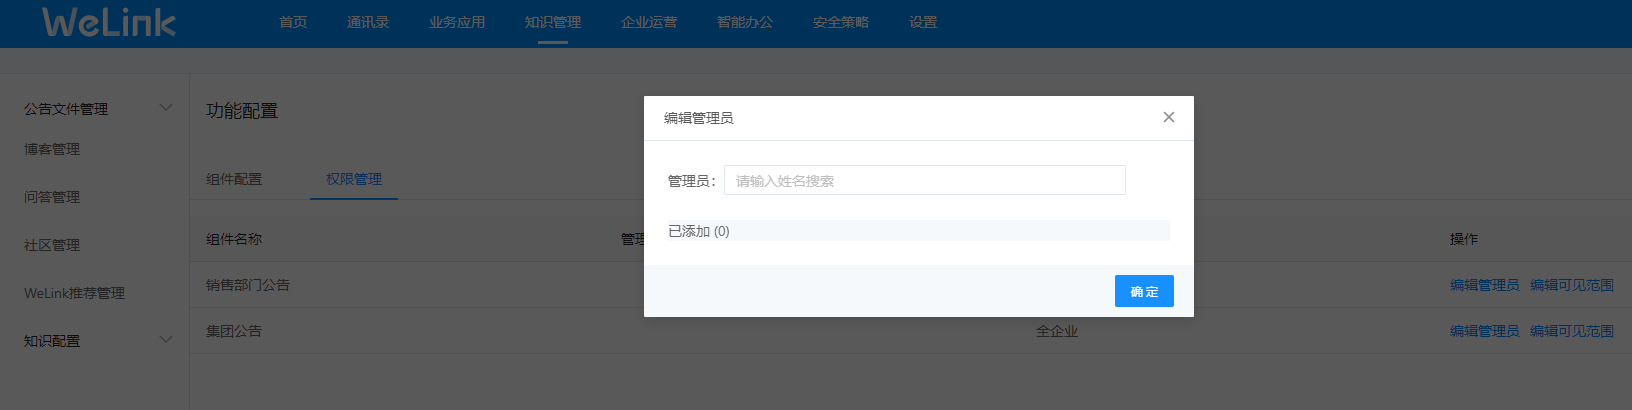 WeLink 首页 通讯录 业务应用 知识管理 企业运营 智能办公 安全策略 设置
公告文件管理
博客管理
问答管理
社区管理
WeLink推荐管理
知识配置
功能配置
组件配置 权限管理
组件名称 管理 操作
销售部门公告 编辑管理员 编辑可见范围
集团公告 全企业 编辑管理员 编辑可见范围
编辑管理员
管理员： 请输入姓名搜索
已添加 (0)
确定